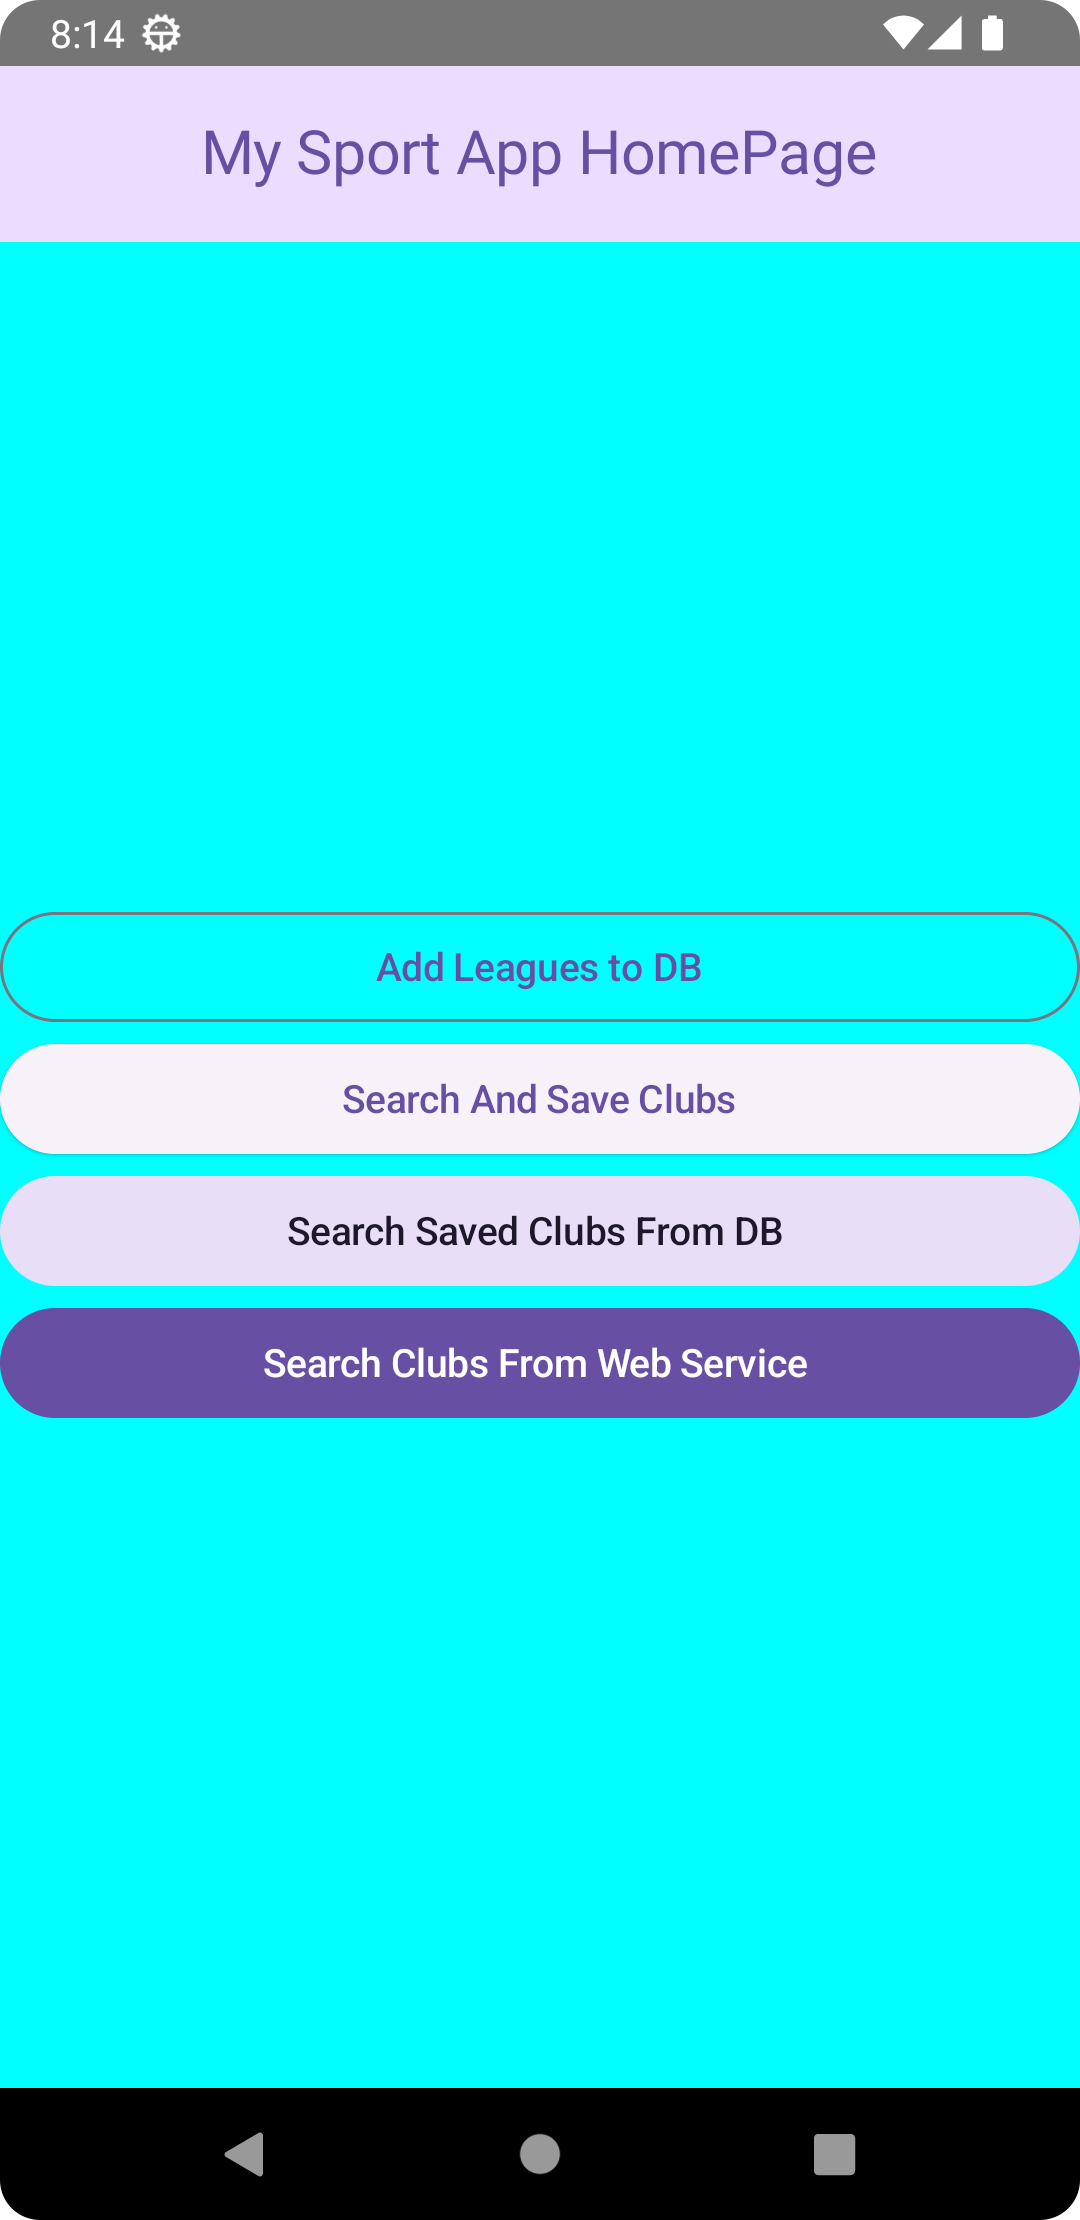 8:14
My Sport App HomePage
Add Leagues to DB
Search And Save Clubs
Search Saved Clubs From DB
Search Clubs From Web Service